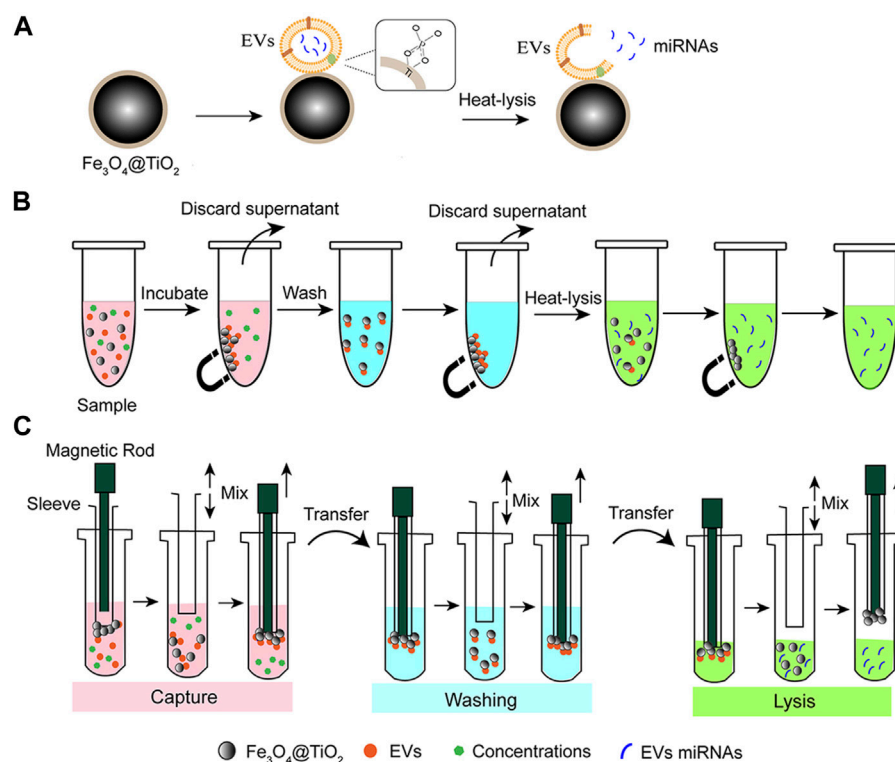 A
EVs
EVs
miRNAs
Heat-lysis
Fe₃O₄@TiO₂
B
Discard supernatant
Discard supernatant
Incubate
Wash
Heat-lysis
Sample
C
Magnetic Rod
Sleeve
Mix
Transfer
Mix
Transfer
Mix
Capture
Washing
Lysis
Fe₃O₄@TiO₂
EVs
Concentrations
EVs miRNAs